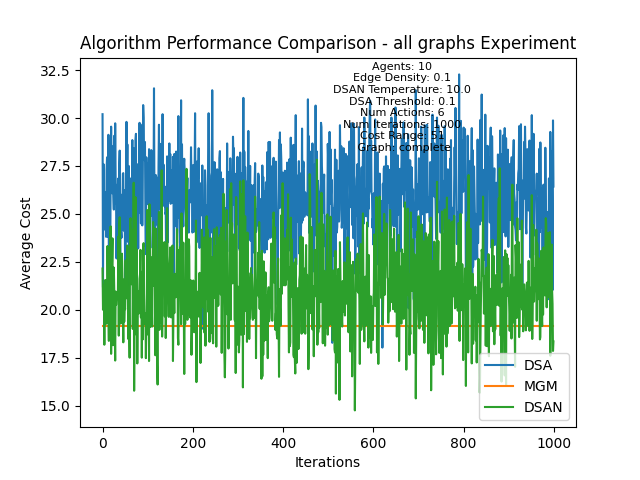 Algorithm Performance Comparison - all graphs Experiment
Agents: 10
Edge Density: 0.1
DSAN Temperature: 10.0
DSA Threshold: 0.1
Num Actions: 6
Num Iterations: 1000
Cost Range: 51
Graph: complete
32.5
30.0
27.5
25.0
22.5
20.0
17.5
15.0
Average Cost
0
200
400
600
800
1000
Iterations
DSA
MGM
DSAN